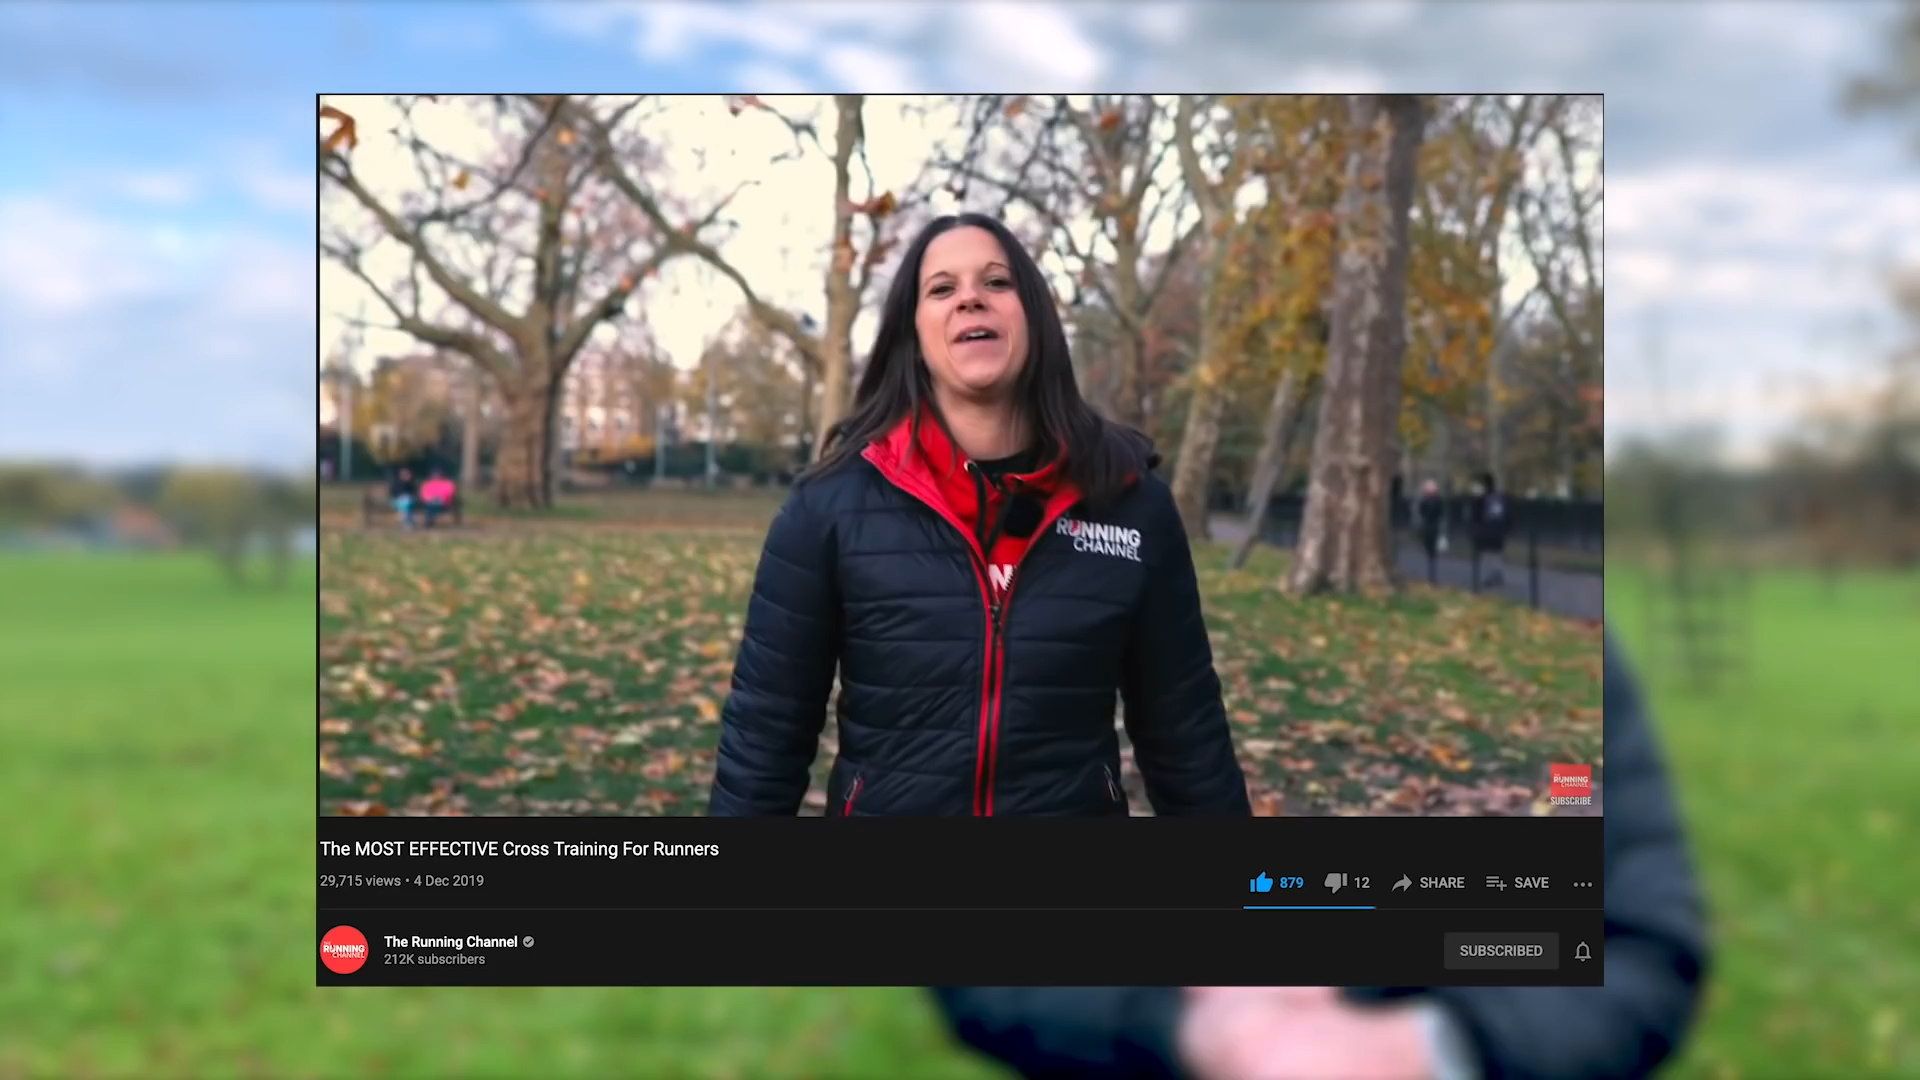 RUNNING
CHANNEL
RUNNING
CHANNEL
SUBSCRIBE
The MOST EFFECTIVE Cross Training For Runners
29,715 views • 4 Dec 2019
879 12 SHARE SAVE
THE
RUNNING
CHANNEL
The Running Channel
212K subscribers
SUBSCRIBED